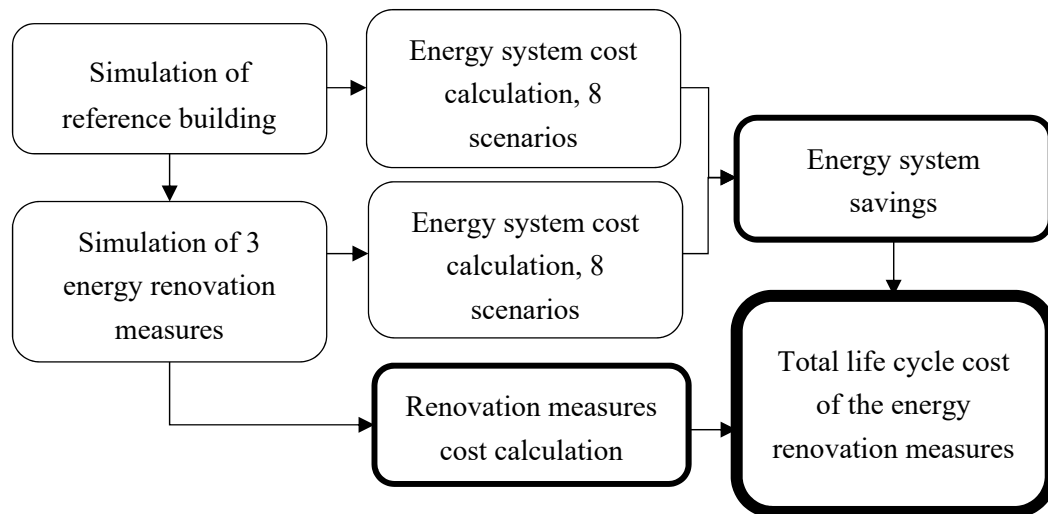 Simulation of
reference building
Energy system cost
calculation, 8
scenarios
Energy system
savings
Simulation of 3
energy renovation
measures
Energy system cost
calculation, 8
scenarios
Renovation measures
cost calculation
Total life cycle cost
of the energy
renovation measures